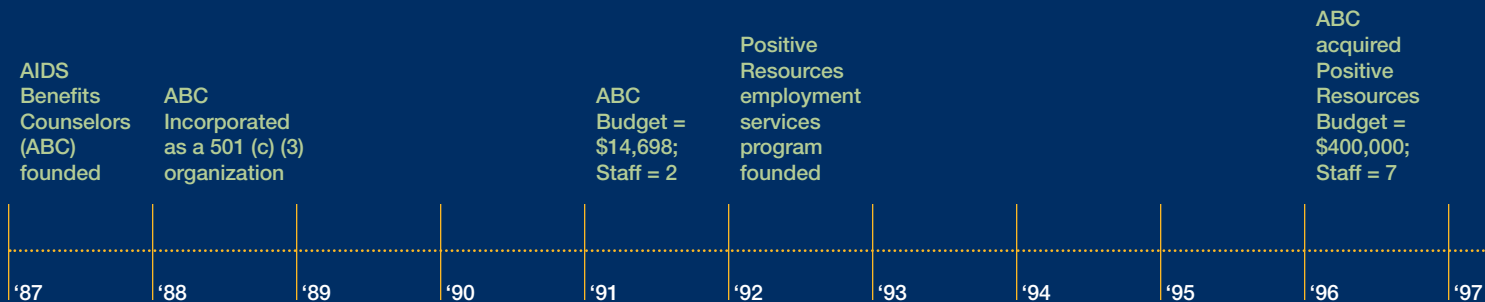 AIDS
Benefits
Counselors
(ABC)
founded
ABC
Incorporated
as a 501 (c) (3)
organization
ABC
Budget =
$14,698;
Staff = 2
Positive
Resources
employment
services
program
founded
ABC
acquired
Positive
Resources
Budget =
$400,000;
Staff = 7
‘87 ‘88 ‘89 ‘90 ‘91 ‘92 ‘93 ‘94 ‘95 ‘96 ‘97